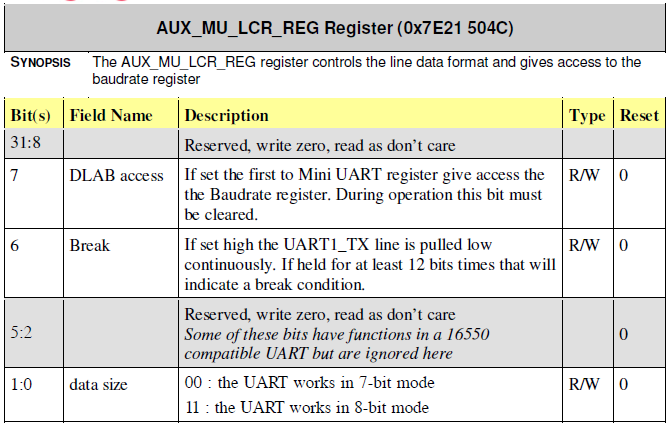 AUX_MU_LCR_REG Register (0x7E21 504C)
SYNOPSIS The AUX_MU_LCR_REG register controls the line data format and gives access to the
baudrate register
Bit(s) Field Name Description Type Reset
31:8 Reserved, write zero, read as don't care
7 DLAB access If set the first to Mini UART register give access the R/W 0
the Baudrate register. During operation this bit must
be cleared.
6 Break If set high the UART1_TX line is pulled low R/W 0
continuously. If held for at least 12 bits times that will
indicate a break condition.
Reserved, write zero, read as don't care
5:2 Some of these bits have functions in a 16550 0
compatible UART but are ignored here
1:0 data size 00 : the UART works in 7-bit mode R/W 0
11 : the UART works in 8-bit mode